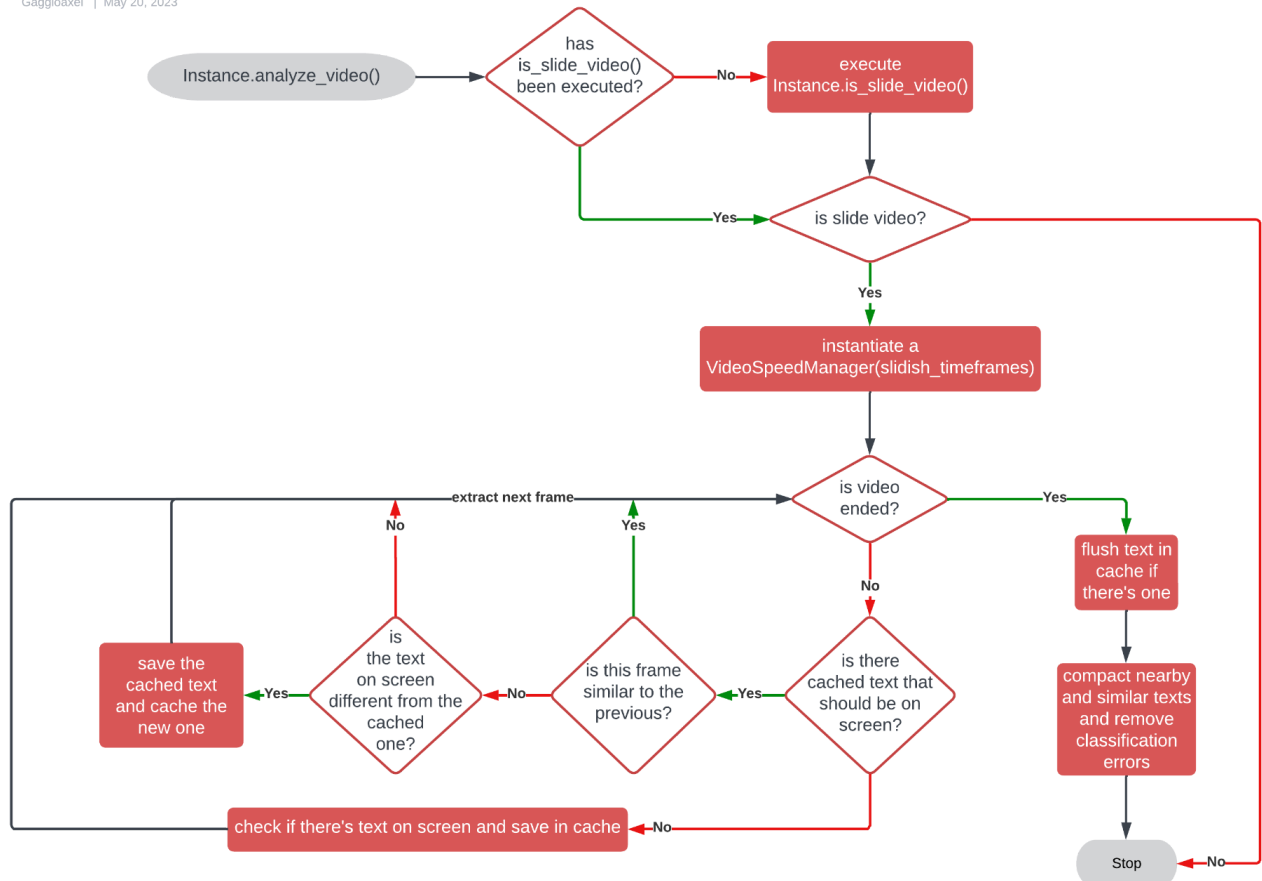 Gaggioaxel | May 20, 2023
has
is_slide_video()
been executed?
Instance.analyze_video()
No
execute
Instance.is_slide_video()
Yes
is slide video?
Yes
instantiate a
VideoSpeedManager(slidish_timeframes)
extract next frame
is video
ended?
Yes
No
Yes
No
flush text in
cache if
there's one
is
the text
on screen
different from the
cached
one?
is this frame
similar to the
previous?
is there
cached text that
should be on
screen?
save the
cached text
and cache the
new one
Yes
No
Yes
compact nearby
and similar texts
and remove
classification
errors
check if there's text on screen and save in cache
No
Stop
No